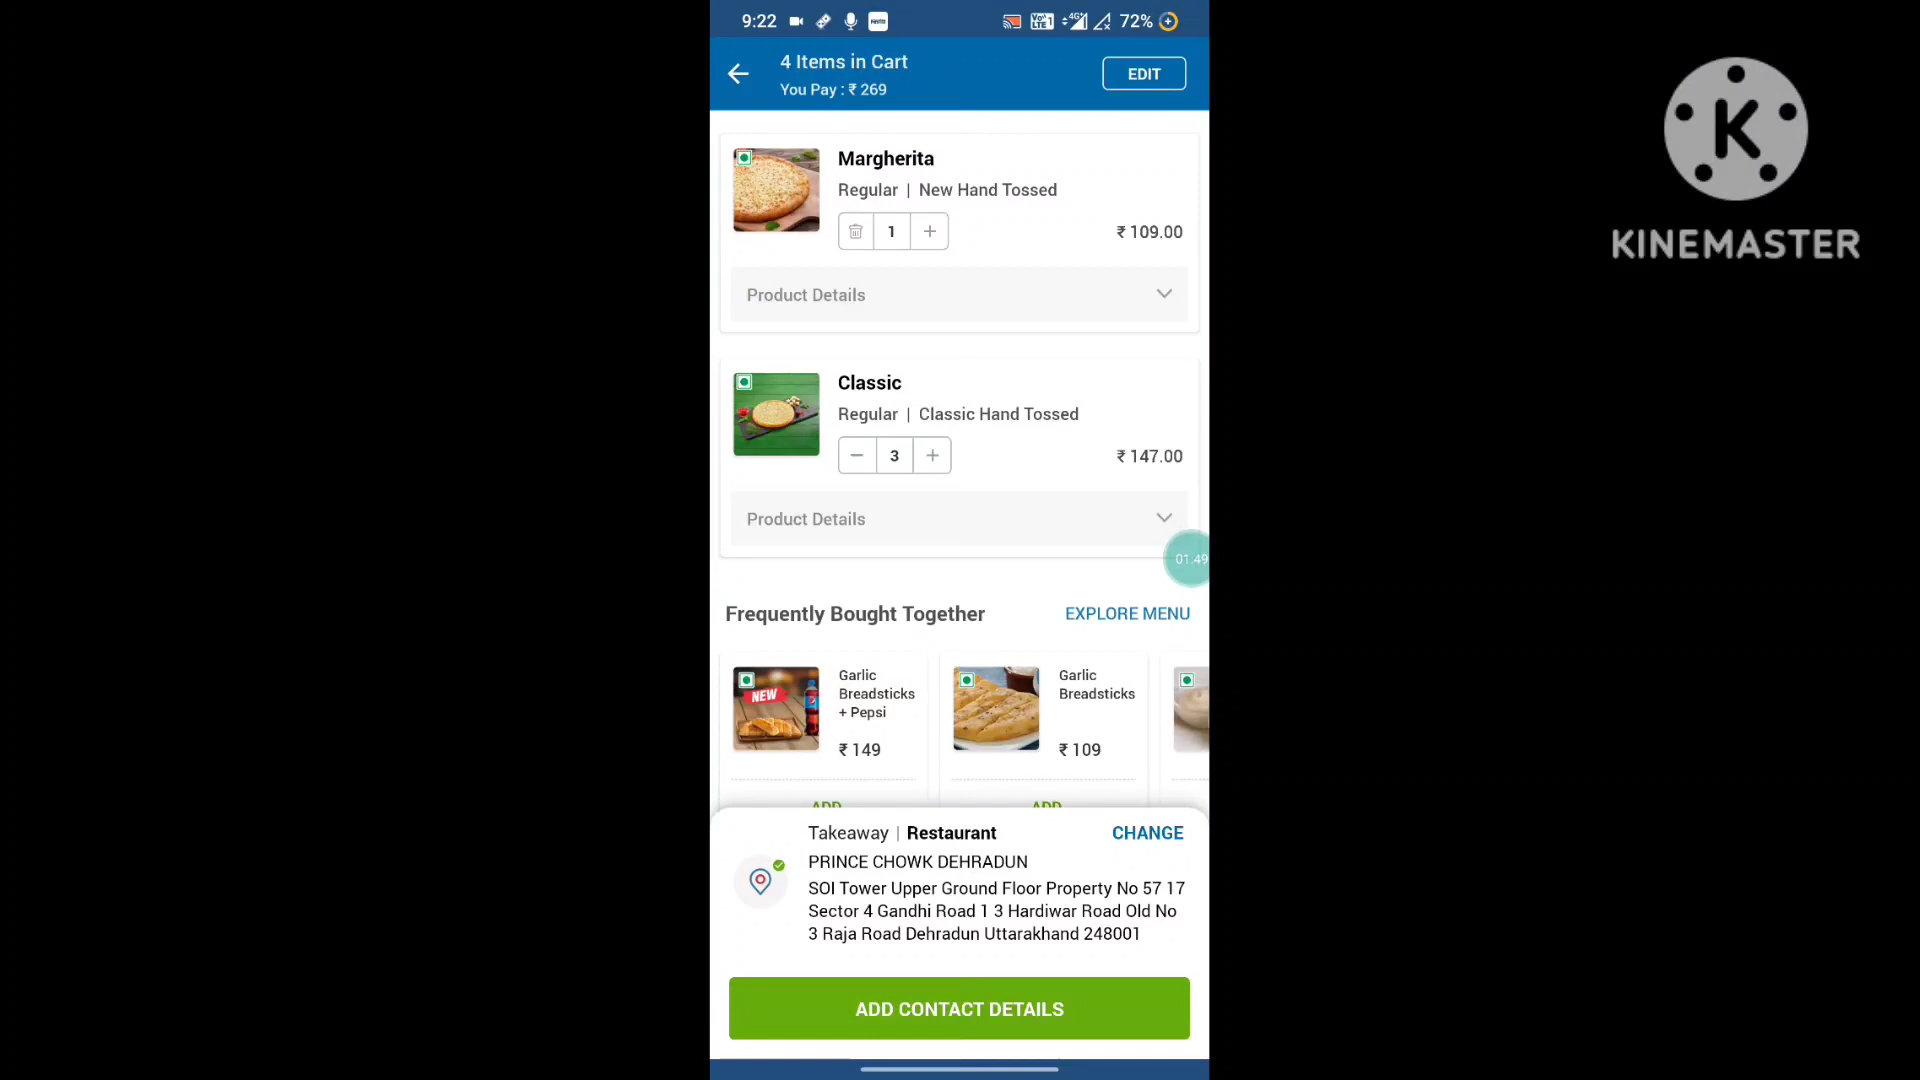 9:22
Vo 1
LTE
4G+
72%
4 Items in Cart
You Pay : ₹ 269
EDIT
K
KINEMASTER
Margherita
Regular | New Hand Tossed
1 +
₹ 109.00
Product Details
Classic
Regular | Classic Hand Tossed
− 3 +
₹ 147.00
Product Details
01:49
Frequently Bought Together
EXPLORE MENU
NEW
Garlic
Breadsticks
+ Pepsi
₹ 149
ADD
Garlic
Breadsticks
₹ 109
ADD
Takeaway | Restaurant
CHANGE
PRINCE CHOWK DEHRADUN
SOI Tower Upper Ground Floor Property No 57 17
Sector 4 Gandhi Road 1 3 Hardiwar Road Old No
3 Raja Road Dehradun Uttarakhand 248001
ADD CONTACT DETAILS